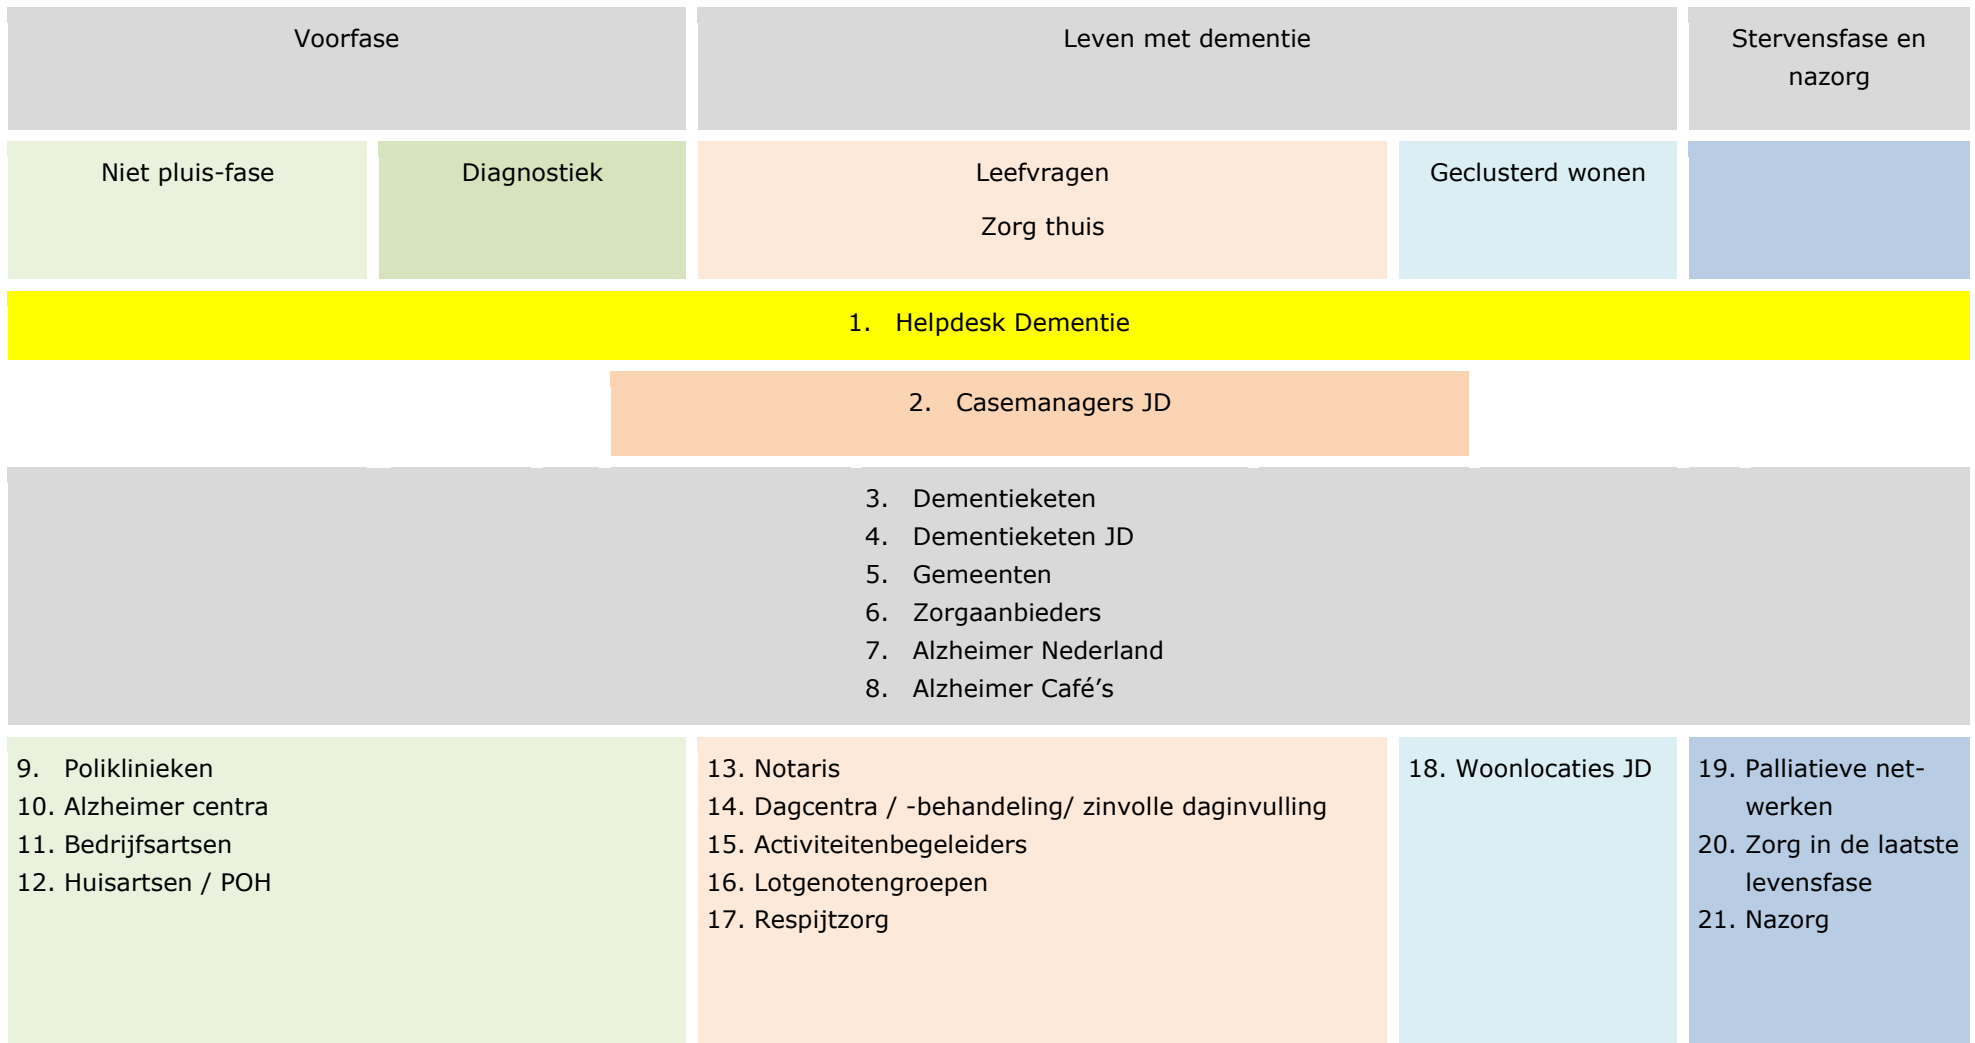 Voorfase
Leven met dementie
Stervensfase en
nazorg
Niet pluis-fase
Diagnostiek
Leefvragen
Zorg thuis
Geclusterd wonen
1. Helpdesk Dementie
2. Casemanagers JD
3. Dementieketen
4. Dementieketen JD
5. Gemeenten
6. Zorgaanbieders
7. Alzheimer Nederland
8. Alzheimer Café’s
9. Poliklinieken
10. Alzheimer centra
11. Bedrijfsartsen
12. Huisartsen / POH
13. Notaris
14. Dagcentra / -behandeling/ zinvolle daginvulling
15. Activiteitenbegeleiders
16. Lotgenotengroepen
17. Respijtzorg
18. Woonlocaties JD
19. Palliatieve net-
werken
20. Zorg in de laatste
levensfase
21. Nazorg